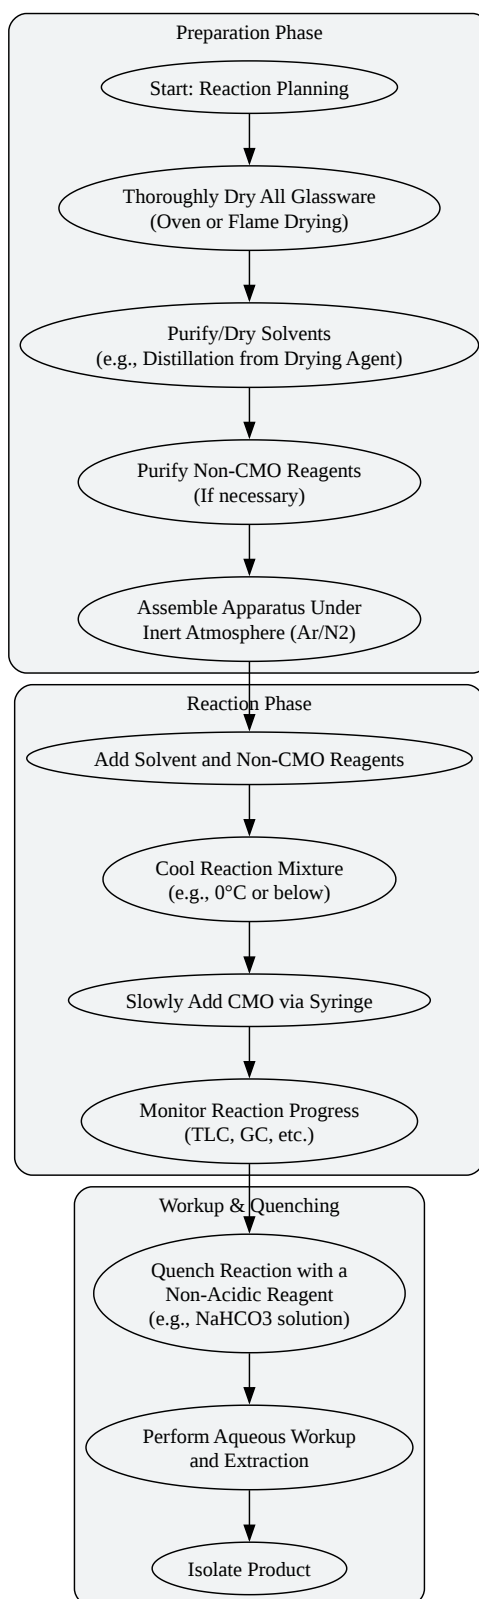 Preparation Phase
Start: Reaction Planning
Thoroughly Dry All Glassware
(Oven or Flame Drying)
Purify/Dry Solvents
(e.g., Distillation from Drying Agent)
Purify Non-CMO Reagents
(If necessary)
Assemble Apparatus Under
Inert Atmosphere (Ar/N2)
Reaction Phase
Add Solvent and Non-CMO Reagents
Cool Reaction Mixture
(e.g., 0°C or below)
Slowly Add CMO via Syringe
Monitor Reaction Progress
(TLC, GC, etc.)
Workup & Quenching
Quench Reaction with a
Non-Acidic Reagent
(e.g., NaHCO3 solution)
Perform Aqueous Workup
and Extraction
Isolate Product